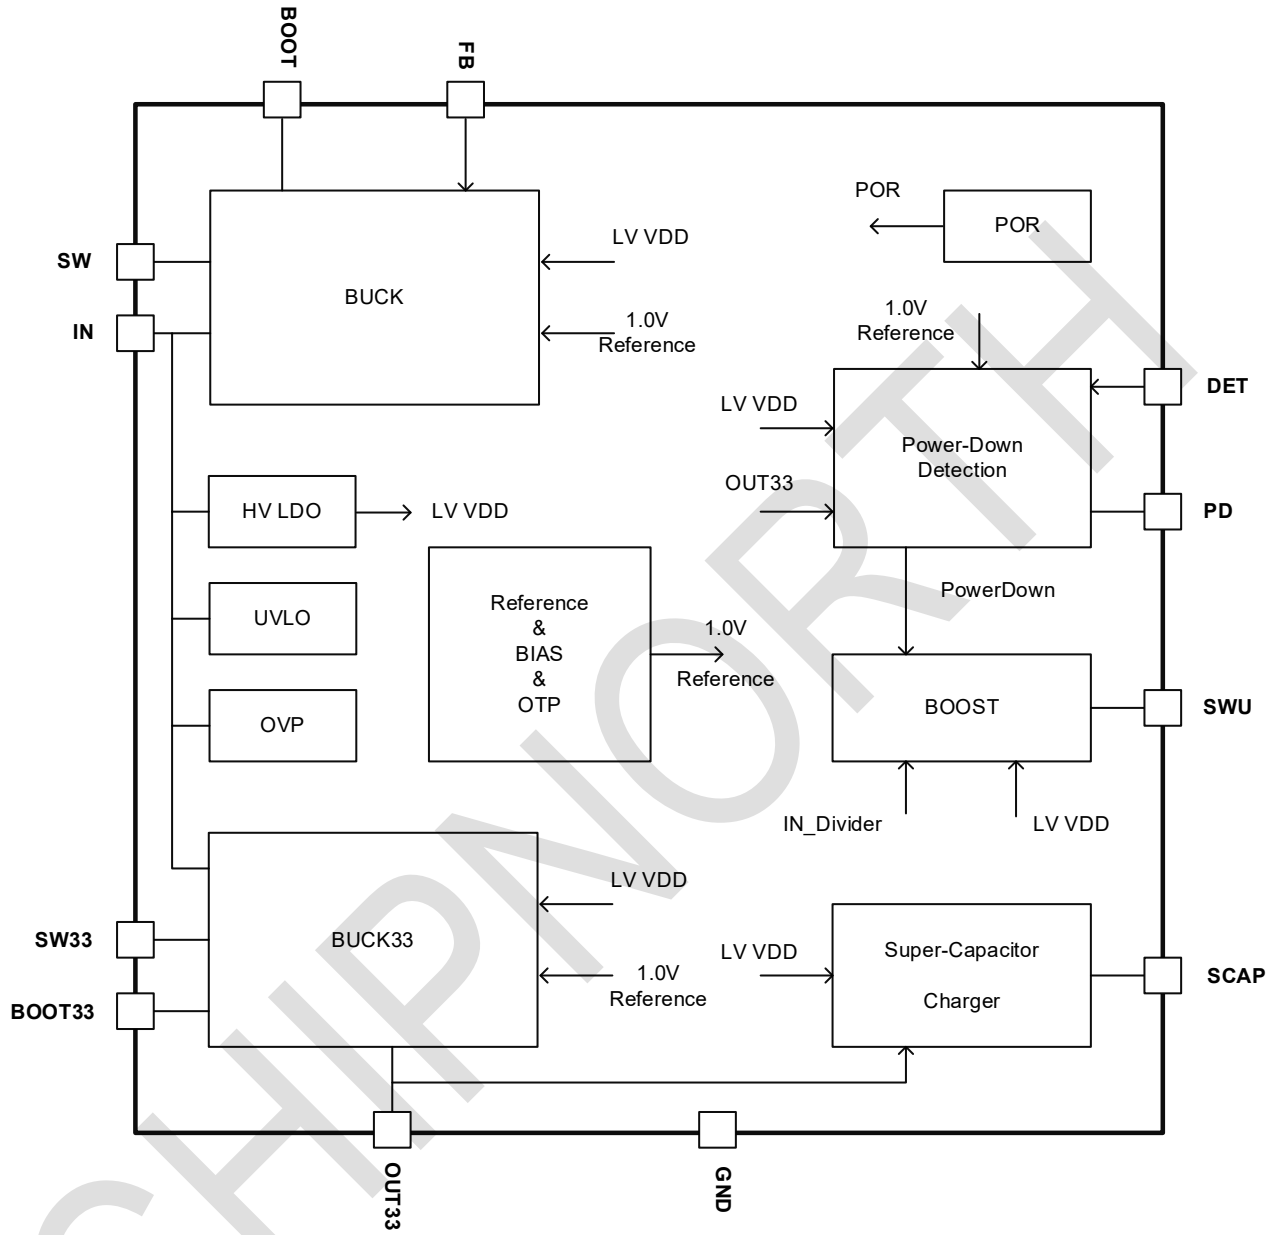 BOOT
FB
POR
POR
SW
LV VDD
BUCK
IN
1.0V
Reference
1.0V
Reference
DET
LV VDD
Power-Down
Detection
OUT33
PD
HV LDO
LV VDD
PowerDown
UVLO
Reference
&
BIAS
&
OTP
1.0V
Reference
OVP
BOOST
SWU
IN_Divider
LV VDD
LV VDD
SW33
BUCK33
1.0V
Reference
BOOT33
LV VDD
Super-Capacitor
Charger
SCAP
OUT33
GND
CHIPNORTH